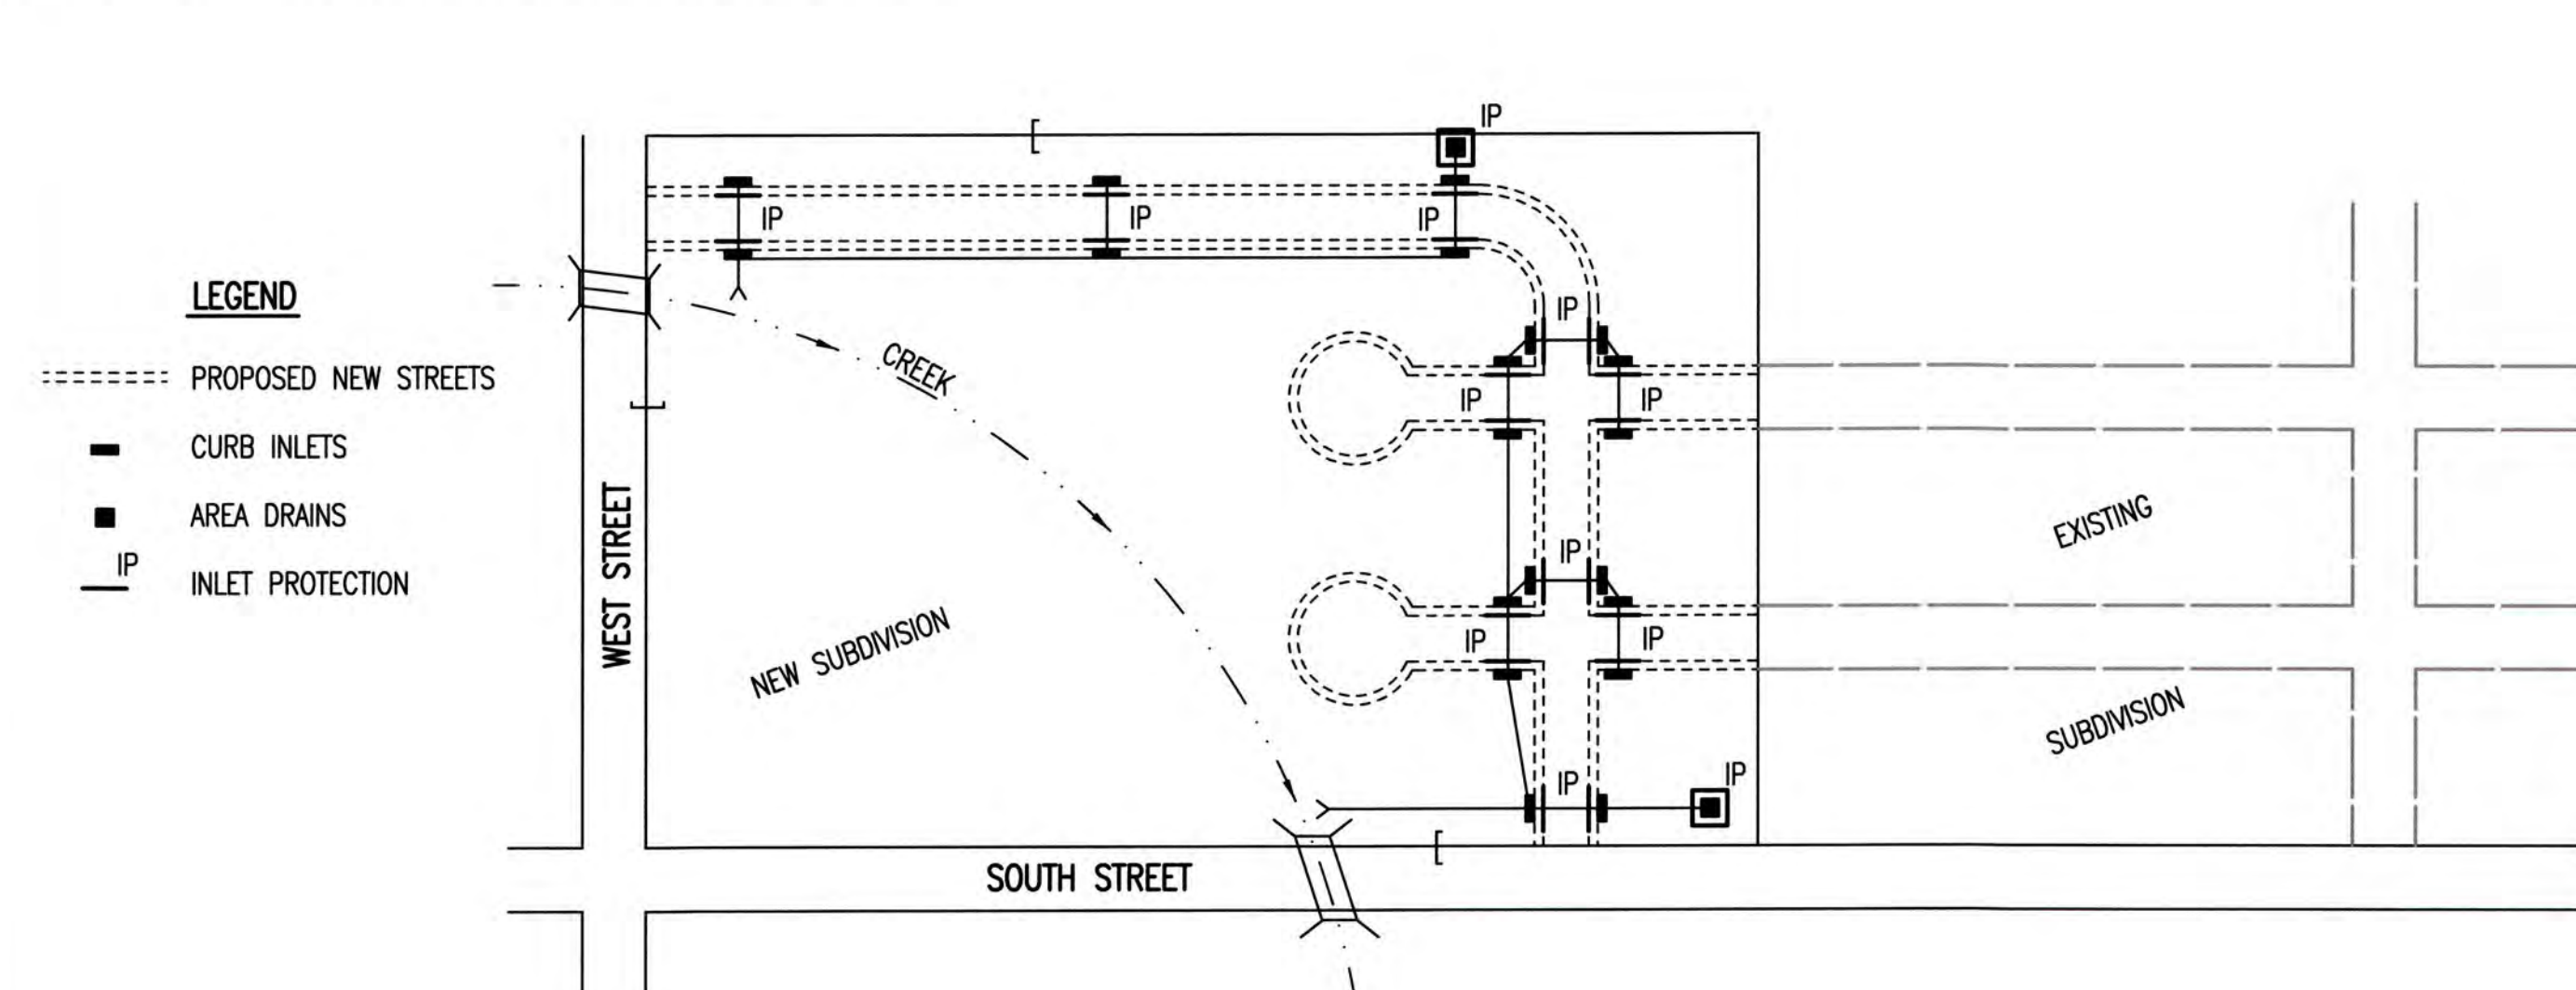 IP
IP
IP
IP
IP
LEGEND
PROPOSED NEW STREETS
CURB INLETS
AREA DRAINS
IP
INLET PROTECTION
CREEK
IP
IP
WEST STREET
NEW SUBDIVISION
EXISTING
SUBDIVISION
IP
IP
IP
IP
IP
SOUTH STREET